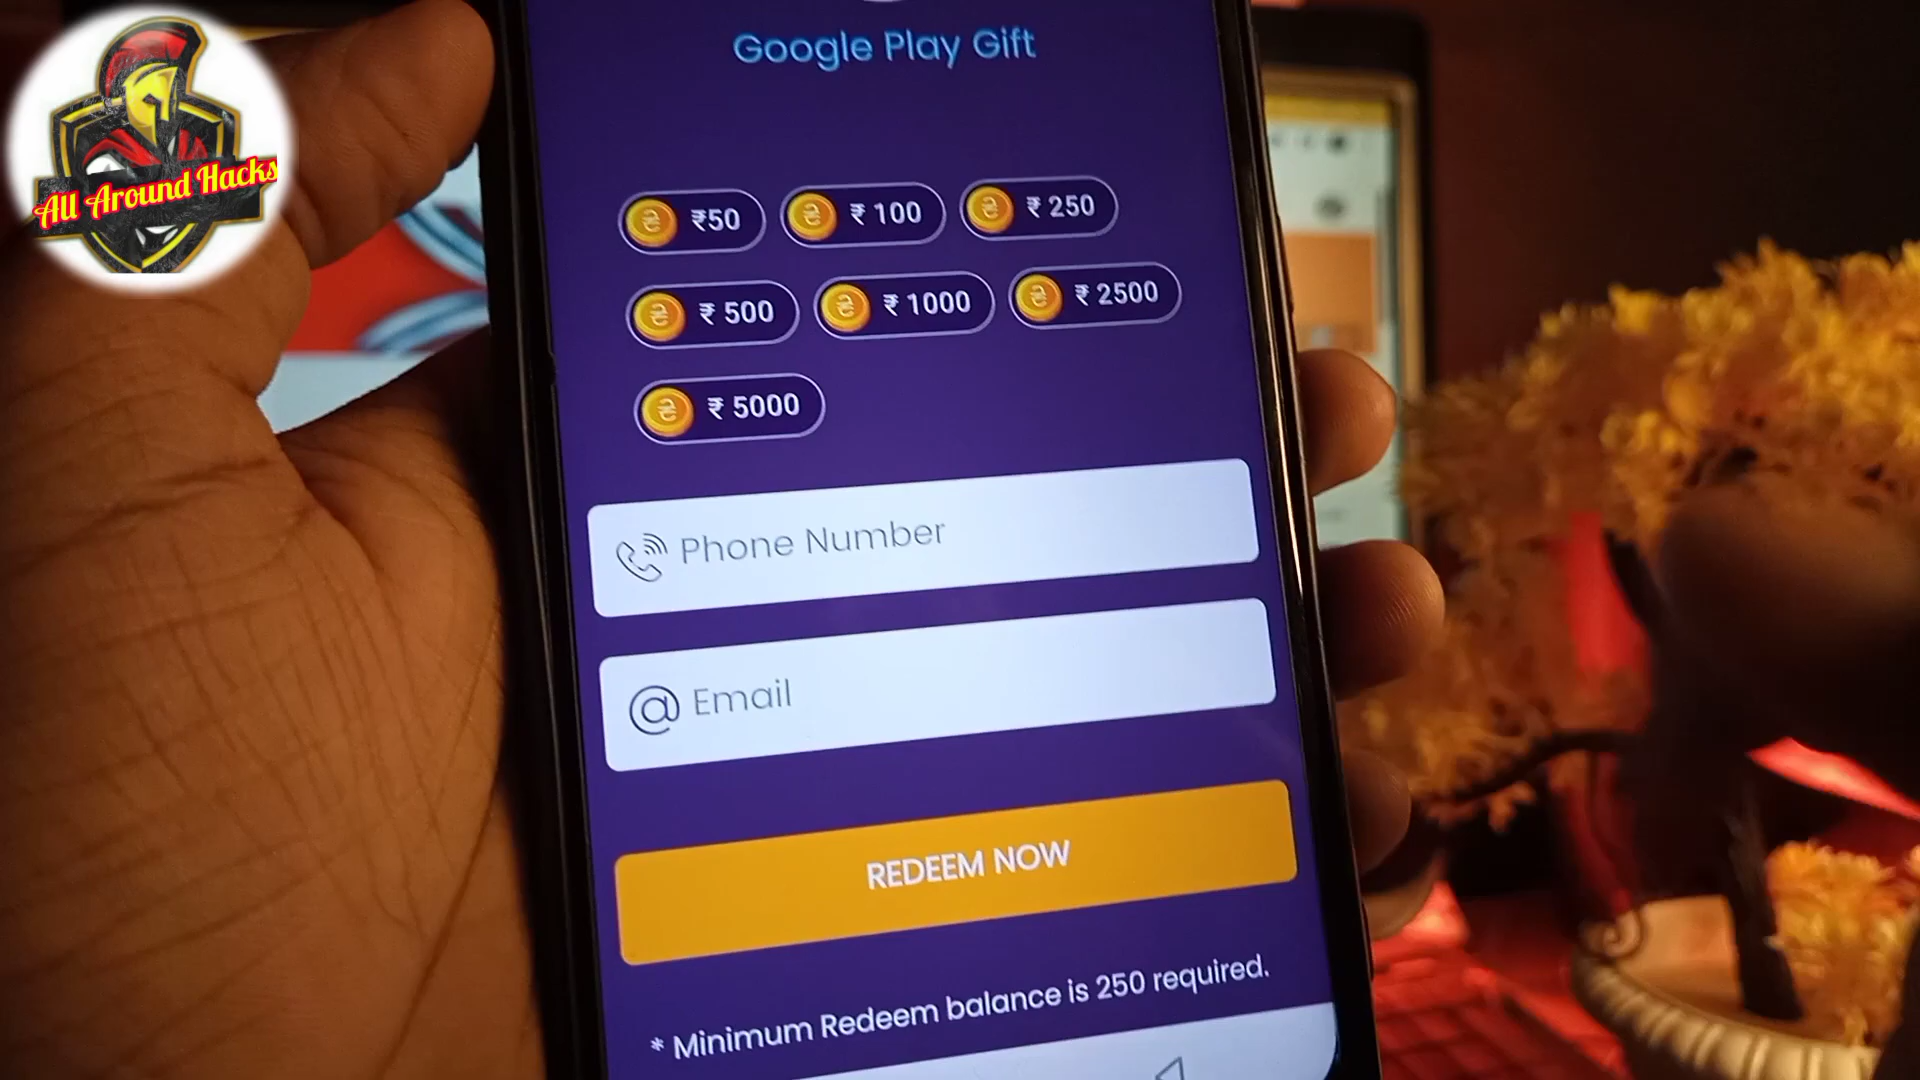 All Around Hacks
Google Play Gift
₹50
₹ 100
₹ 250
₹ 500
₹ 1000
₹ 2500
₹ 5000
Phone Number
@ Email
REDEEM NOW
* Minimum Redeem balance is 250 required.